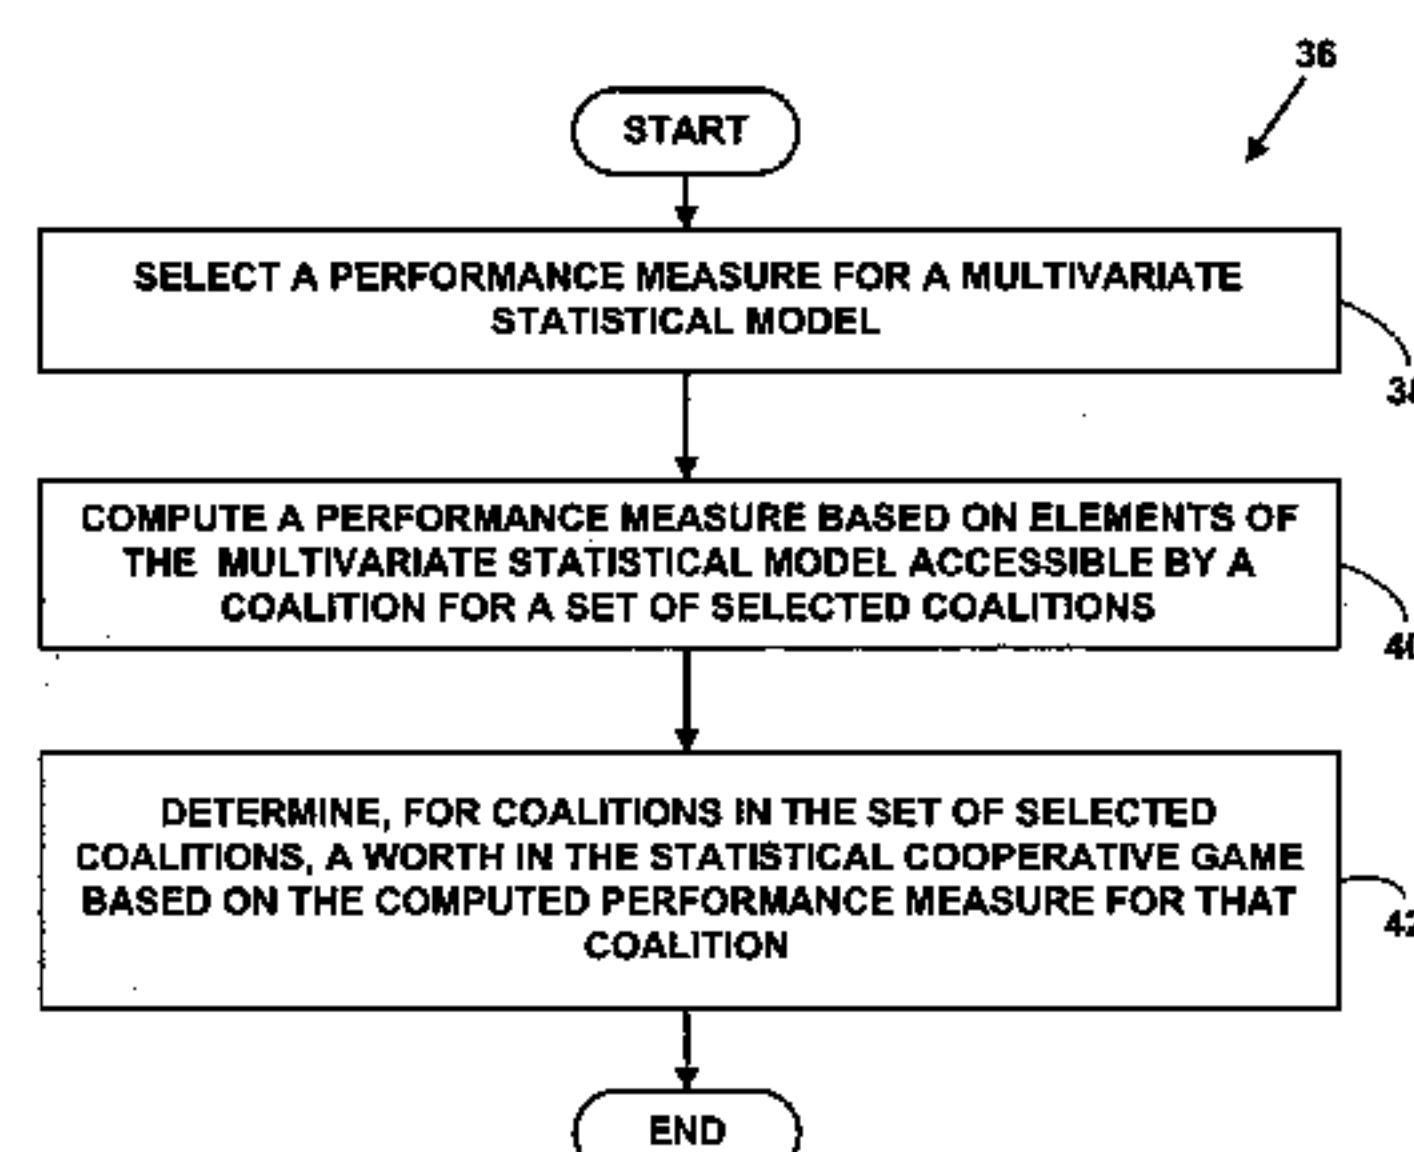 36
START
SELECT A PERFORMANCE MEASURE FOR A MULTIVARIATE
STATISTICAL MODEL
COMPUTE A PERFORMANCE MEASURE BASED ON ELEMENTS OF
THE MULTIVARIATE STATISTICAL MODEL ACCESSIBLE BY A
COALITION FOR A SET OF SELECTED COALITIONS
DETERMINE, FOR COALITIONS IN THE SET OF SELECTED
COALITIONS, A WORTH IN THE STATISTICAL COOPERATIVE GAME
BASED ON THE COMPUTED PERFORMANCE MEASURE FOR THAT
COALITION
END